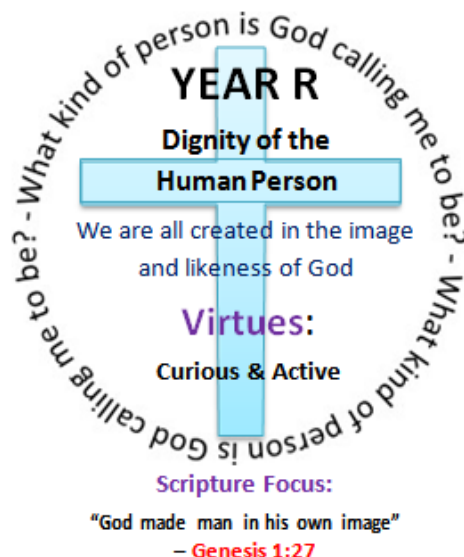 What kind of person is God calling me to be? - What kind of person is God calling me to be? -
YEAR R
Dignity of the
Human Person
We are all created in the image
and likeness of God
Virtues:
Curious & Active
Scripture Focus:
“God made man in his own image”
– Genesis 1:27